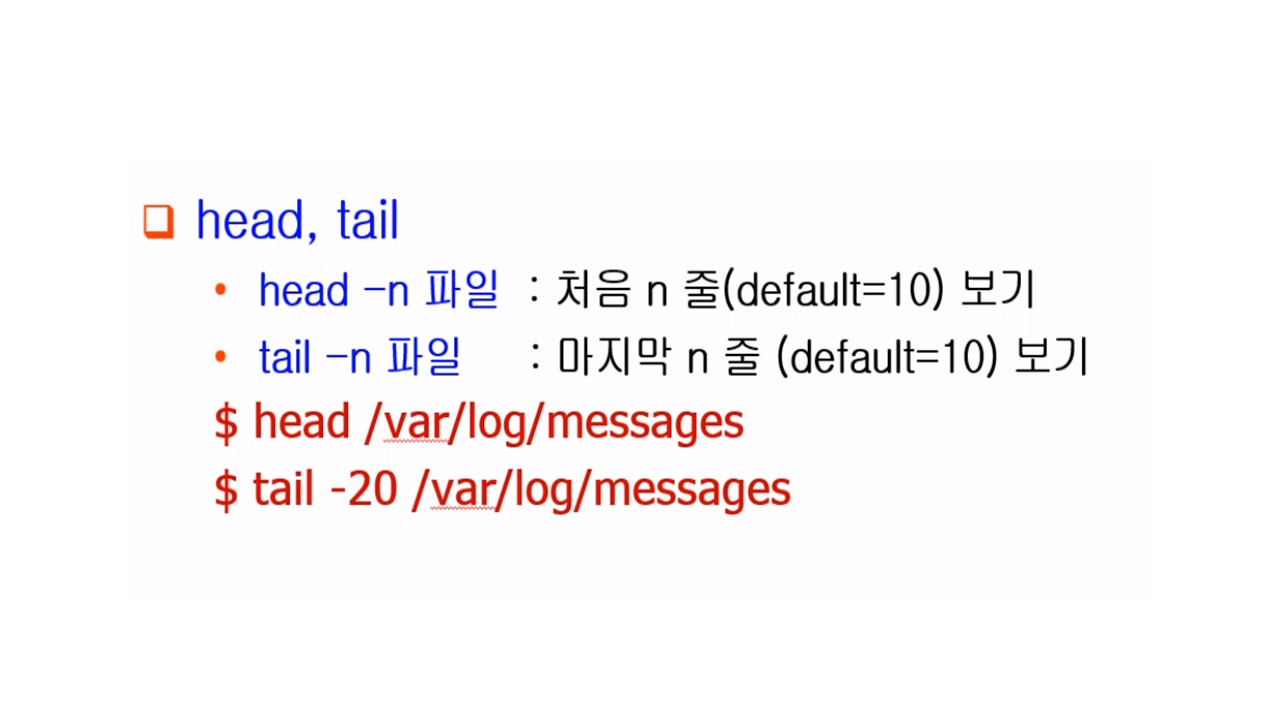 head, tail
• head –n 파일 : 처음 n 줄(default=10) 보기
• tail –n 파일 : 마지막 n 줄 (default=10) 보기
$ head /var/log/messages
$ tail -20 /var/log/messages